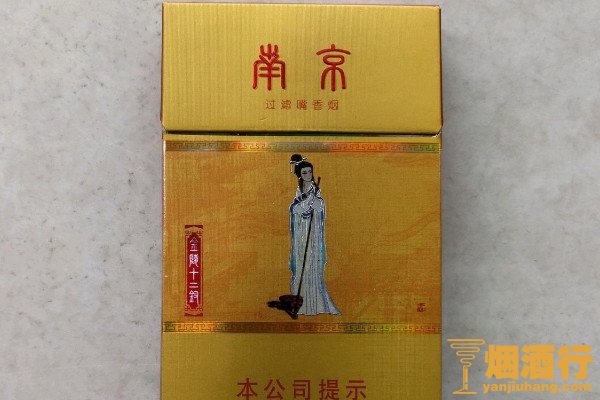 南京
过滤嘴香烟
金陵十二钗
本公司提示
烟酒行
yanjiuhang.com